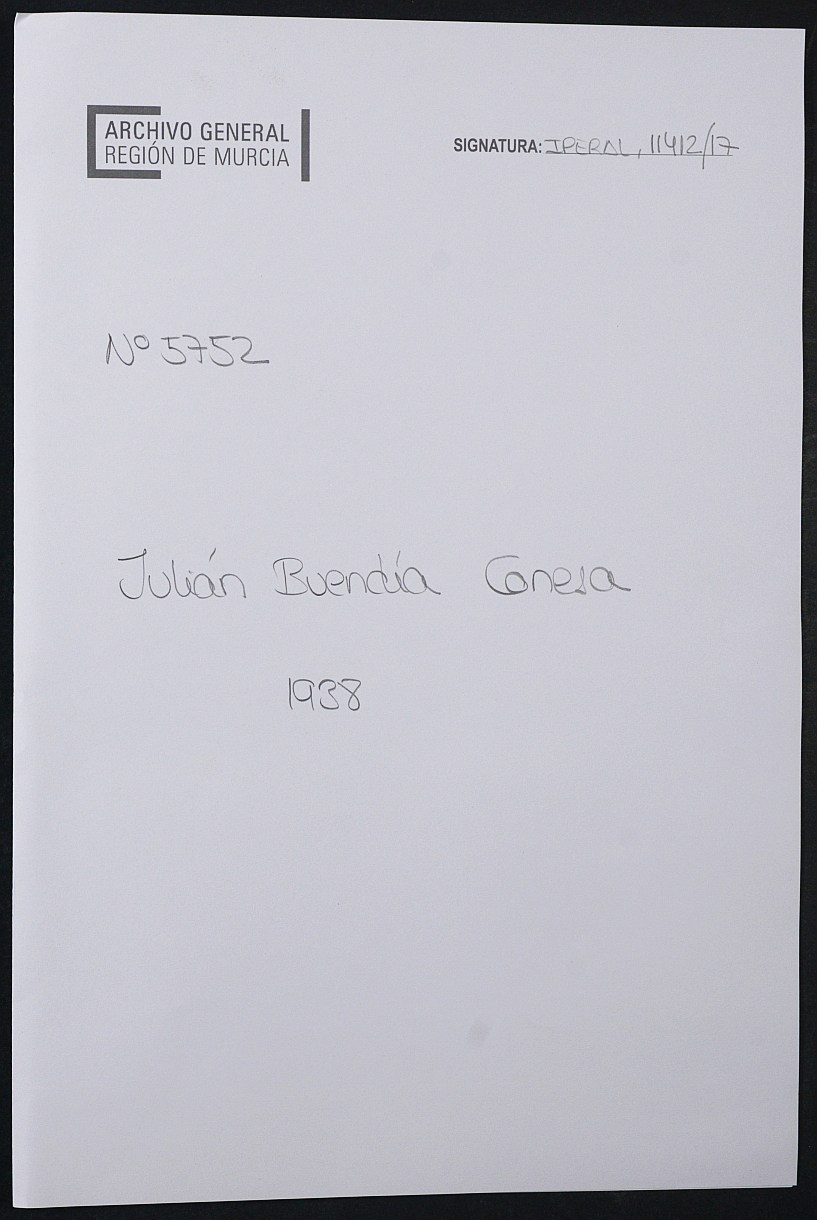 ARCHIVO GENERAL
REGIÓN DE MURCIA
SIGNATURA: IPERAL, 11412/17
Nº 5752
Julián Buendía Conesa
1938